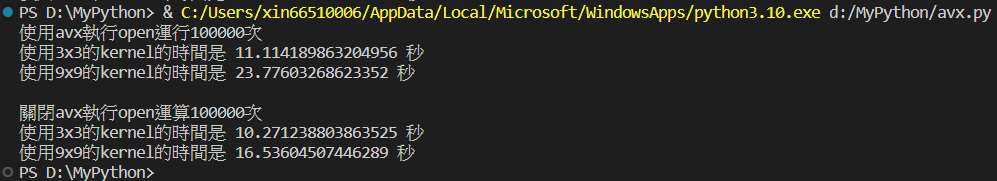 PS D:\MyPython> & C:/Users/xin66510006/AppData/Local/Microsoft/WindowsApps/python3.10.exe d:/MyPython/avx.py
使用avx執行open運行100000次
使用3x3的kernel的時間是 11.114189863204956 秒
使用9x9的kernel的時間是 23.77603268623352 秒
關閉avx執行open運算100000次
使用3x3的kernel的時間是 10.271238803863525 秒
使用9x9的kernel的時間是 16.53604507446289 秒
PS D:\MyPython>